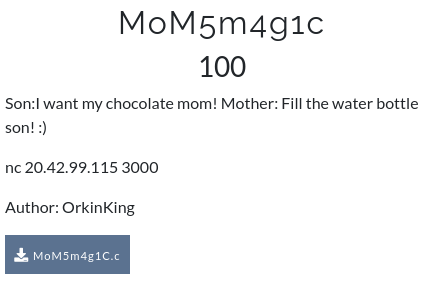 MoM5m4g1c
100
Son:I want my chocolate mom! Mother: Fill the water bottle
son! :)
nc 20.42.99.115 3000
Author: OrkinKing
MoM5m4g1C.c